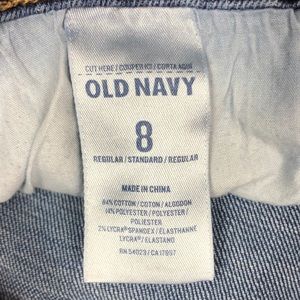 CUT HERE / COUPER ICI / CORTA AQUI
OLD NAVY
8
REGULAR / STANDARD / REGULAR
MADE IN CHINA
84% COTTON / COTON / ALGODON
14% POLYESTER / POLYESTER /
POLIESTER
2% LYCRA® SPANDEX / ELASTHANNE
LYCRA® / ELASTANO
RN 54023 / CA 17897